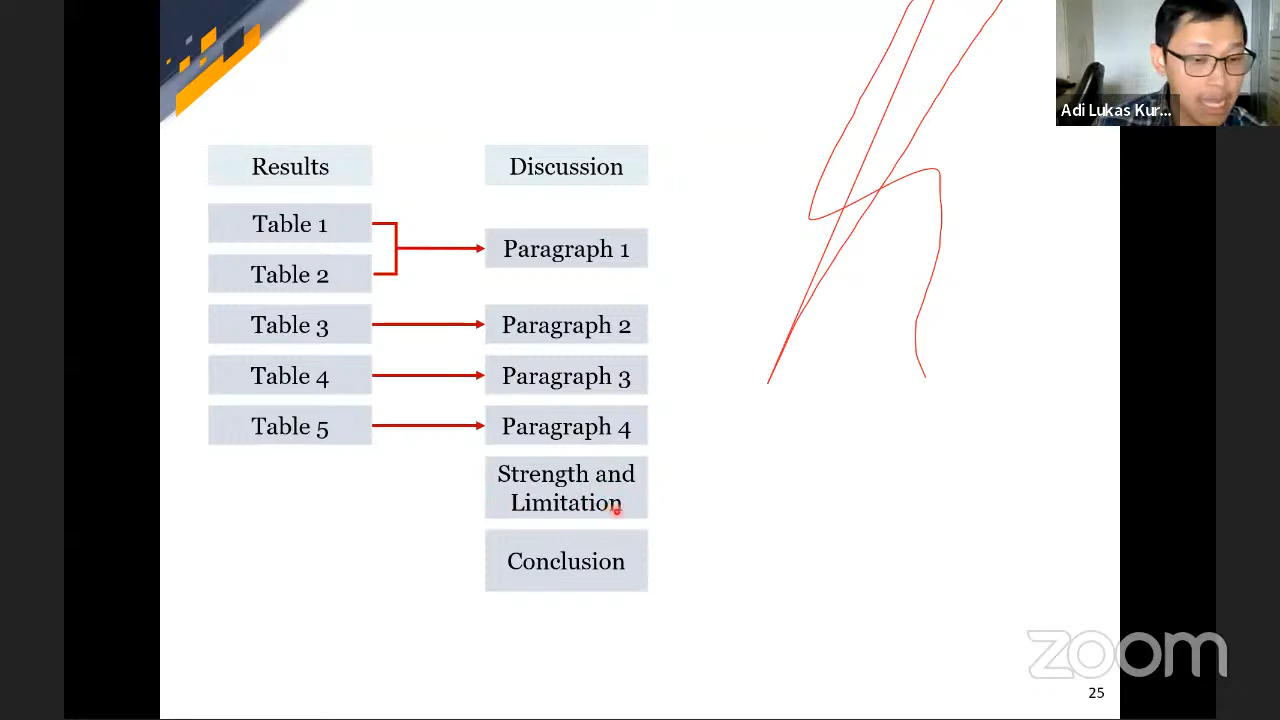 Adi Lukas Kur...
Results
Discussion
Table 1
Table 2
Paragraph 1
Table 3
Paragraph 2
Table 4
Paragraph 3
Table 5
Paragraph 4
Strength and
Limitation
Conclusion
zoom
25